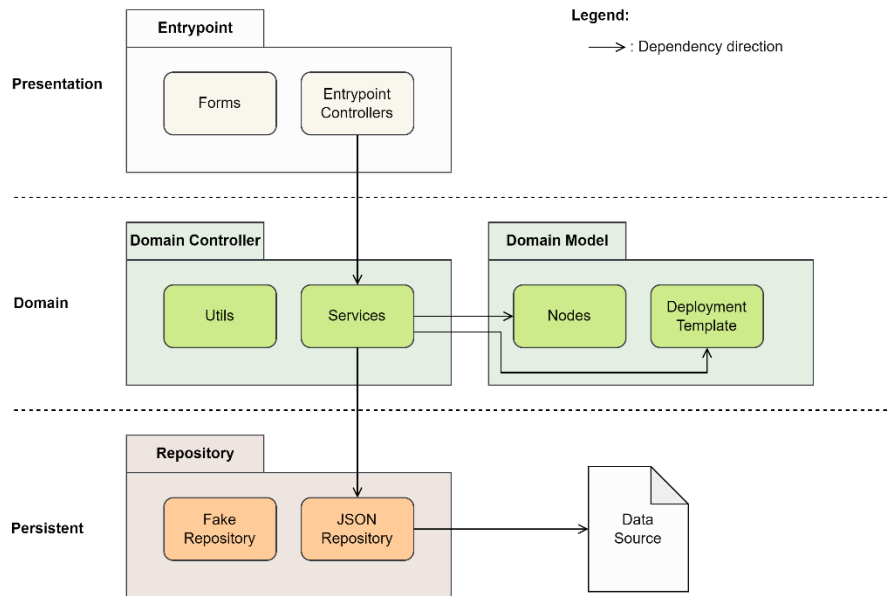 Entrypoint
Legend:
: Dependency direction
Presentation
Forms
Entrypoint
Controllers
Domain Controller
Domain Model
Domain
Utils
Services
Nodes
Deployment
Template
Repository
Persistent
Fake
Repository
JSON
Repository
Data
Source